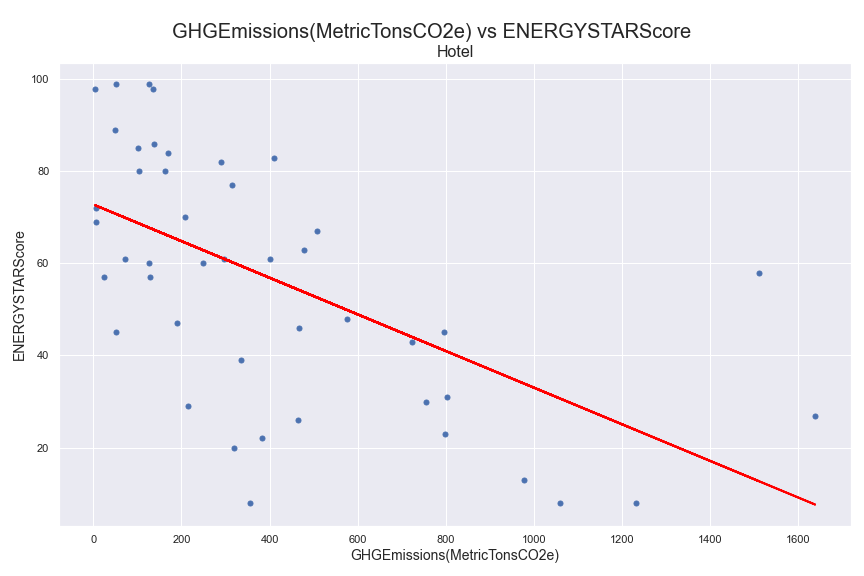 GHGEmissions(MetricTonsCO2e) vs ENERGYSTARScore
Hotel
ENERGYSTARScore
100
80
60
40
20
0 200 400 600 800 1000 1200 1400 1600
GHGEmissions(MetricTonsCO2e)